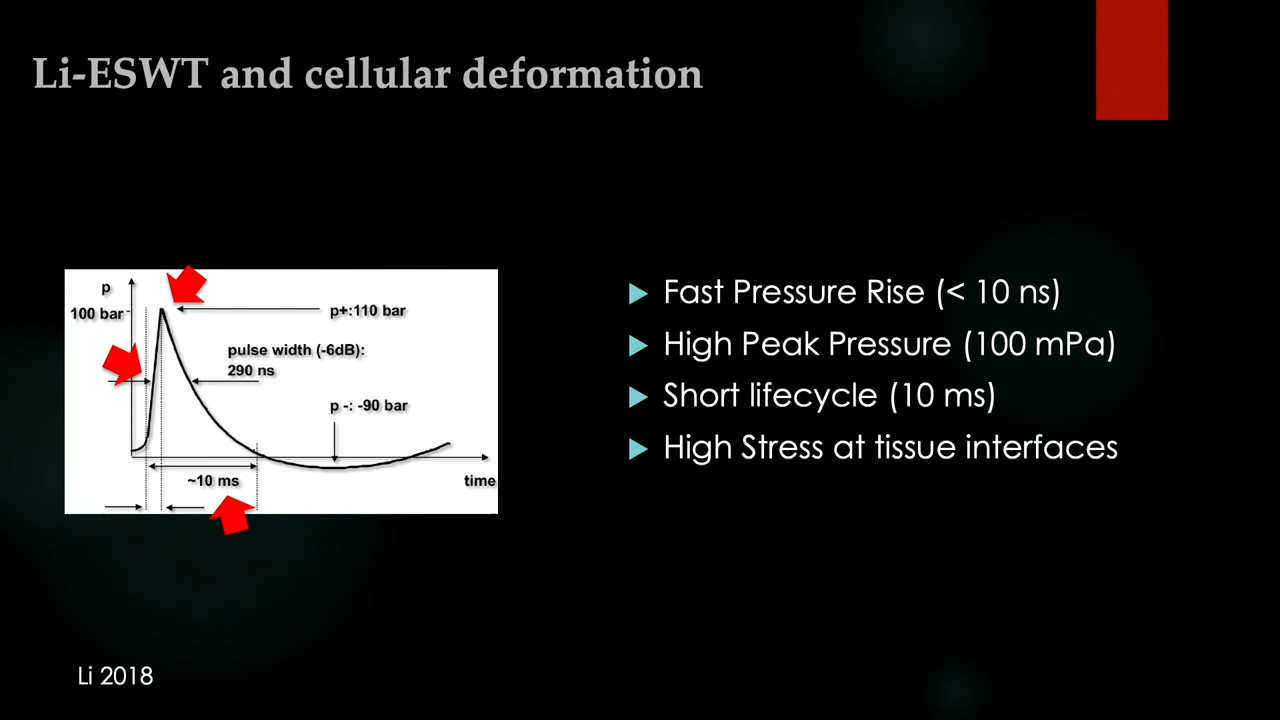 Li-ESWT and cellular deformation
p
100 bar
p+:110 bar
pulse width (-6dB):
290 ns
p -: -90 bar
~10 ms
time
Fast Pressure Rise (< 10 ns)
High Peak Pressure (100 mPa)
Short lifecycle (10 ms)
High Stress at tissue interfaces
Li 2018